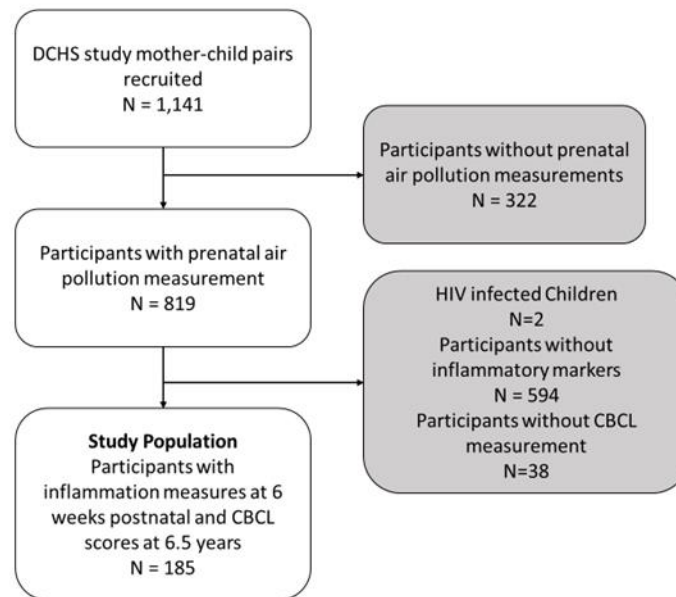 DCHS study mother-child pairs
recruited
N = 1,141
Participants without prenatal
air pollution measurements
N = 322
Participants with prenatal air
pollution measurement
N = 819
HIV infected Children
N=2
Participants without
inflammatory markers
N = 594
Participants without CBCL
measurement
N=38
Study Population
Participants with
inflammation measures at 6
weeks postnatal and CBCL
scores at 6.5 years
N = 185